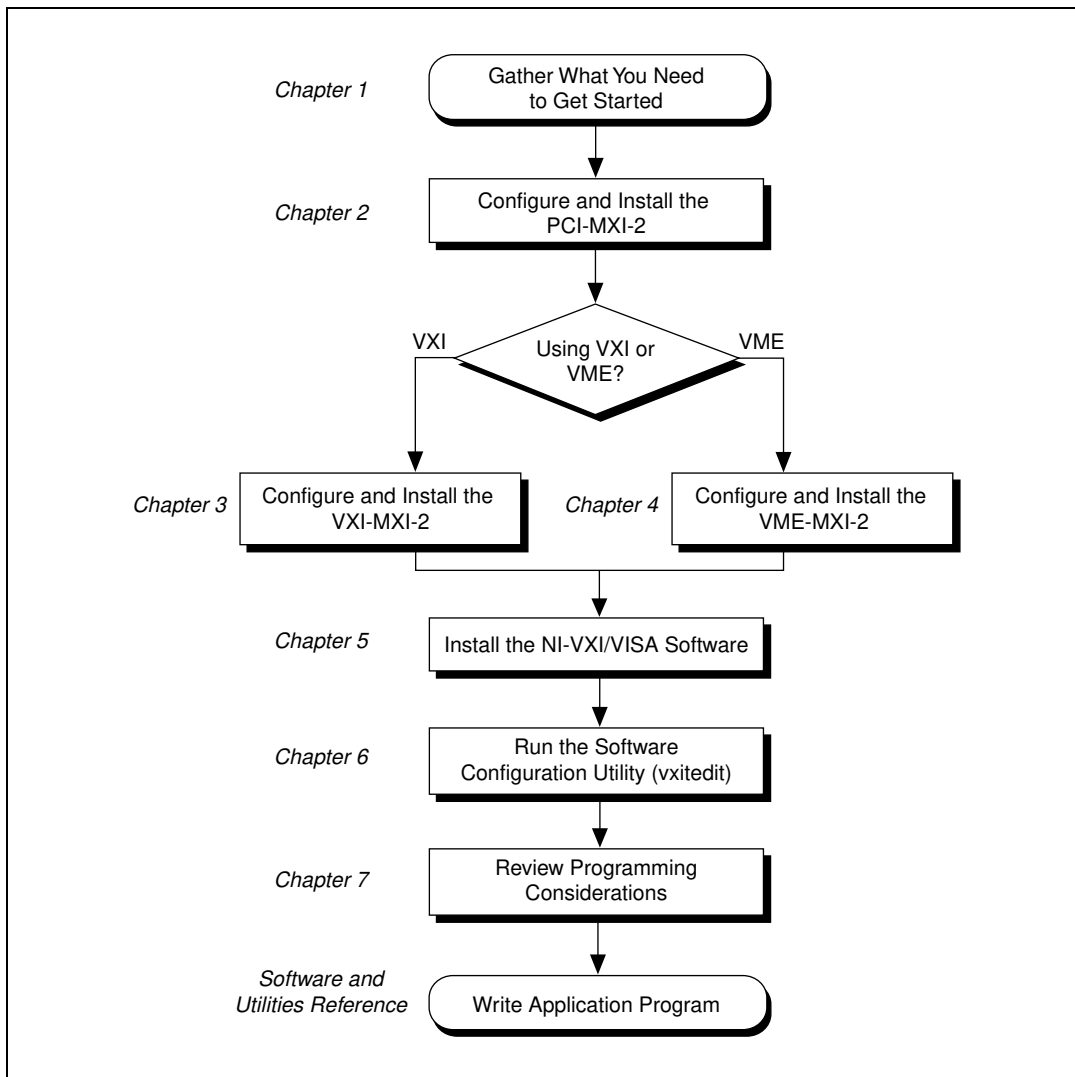 Chapter 1
Gather What You Need
to Get Started
Chapter 2
Configure and Install the
PCI-MXI-2
VXI
Using VXI or
VME?
VME
Chapter 3
Configure and Install the
VXI-MXI-2
Chapter 4
Configure and Install the
VME-MXI-2
Chapter 5
Install the NI-VXI/VISA Software
Chapter 6
Run the Software
Configuration Utility (vxitedit)
Chapter 7
Review Programming
Considerations
Software and
Utilities Reference
Write Application Program